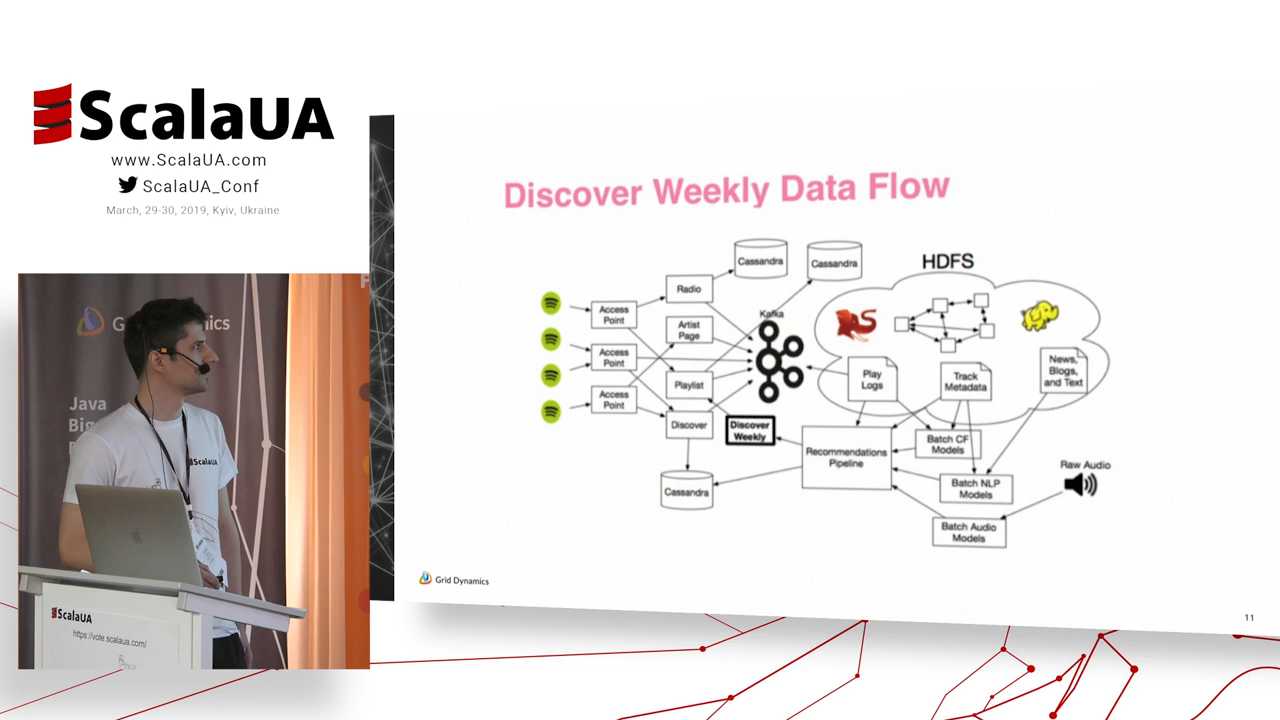 ScalaUA
www.ScalaUA.com
ScalaUA_Conf
March, 29-30, 2019, Kyiv, Ukraine
Java
ScalaUA
ScalaUA
https://vote.scalaua.com/
Discover Weekly Data Flow
Cassandra
Cassandra
HDFS
Radio
Access
Point
Artist
Page
Kafka
Access
Point
Playlist
Play
Logs
Track
Metadata
News,
Blogs,
and Text
Access
Point
Discover
Discover
Weekly
Recommendations
Pipeline
Batch CF
Models
Cassandra
Batch NLP
Models
Raw Audio
Batch Audio
Models
Grid Dynamics
11